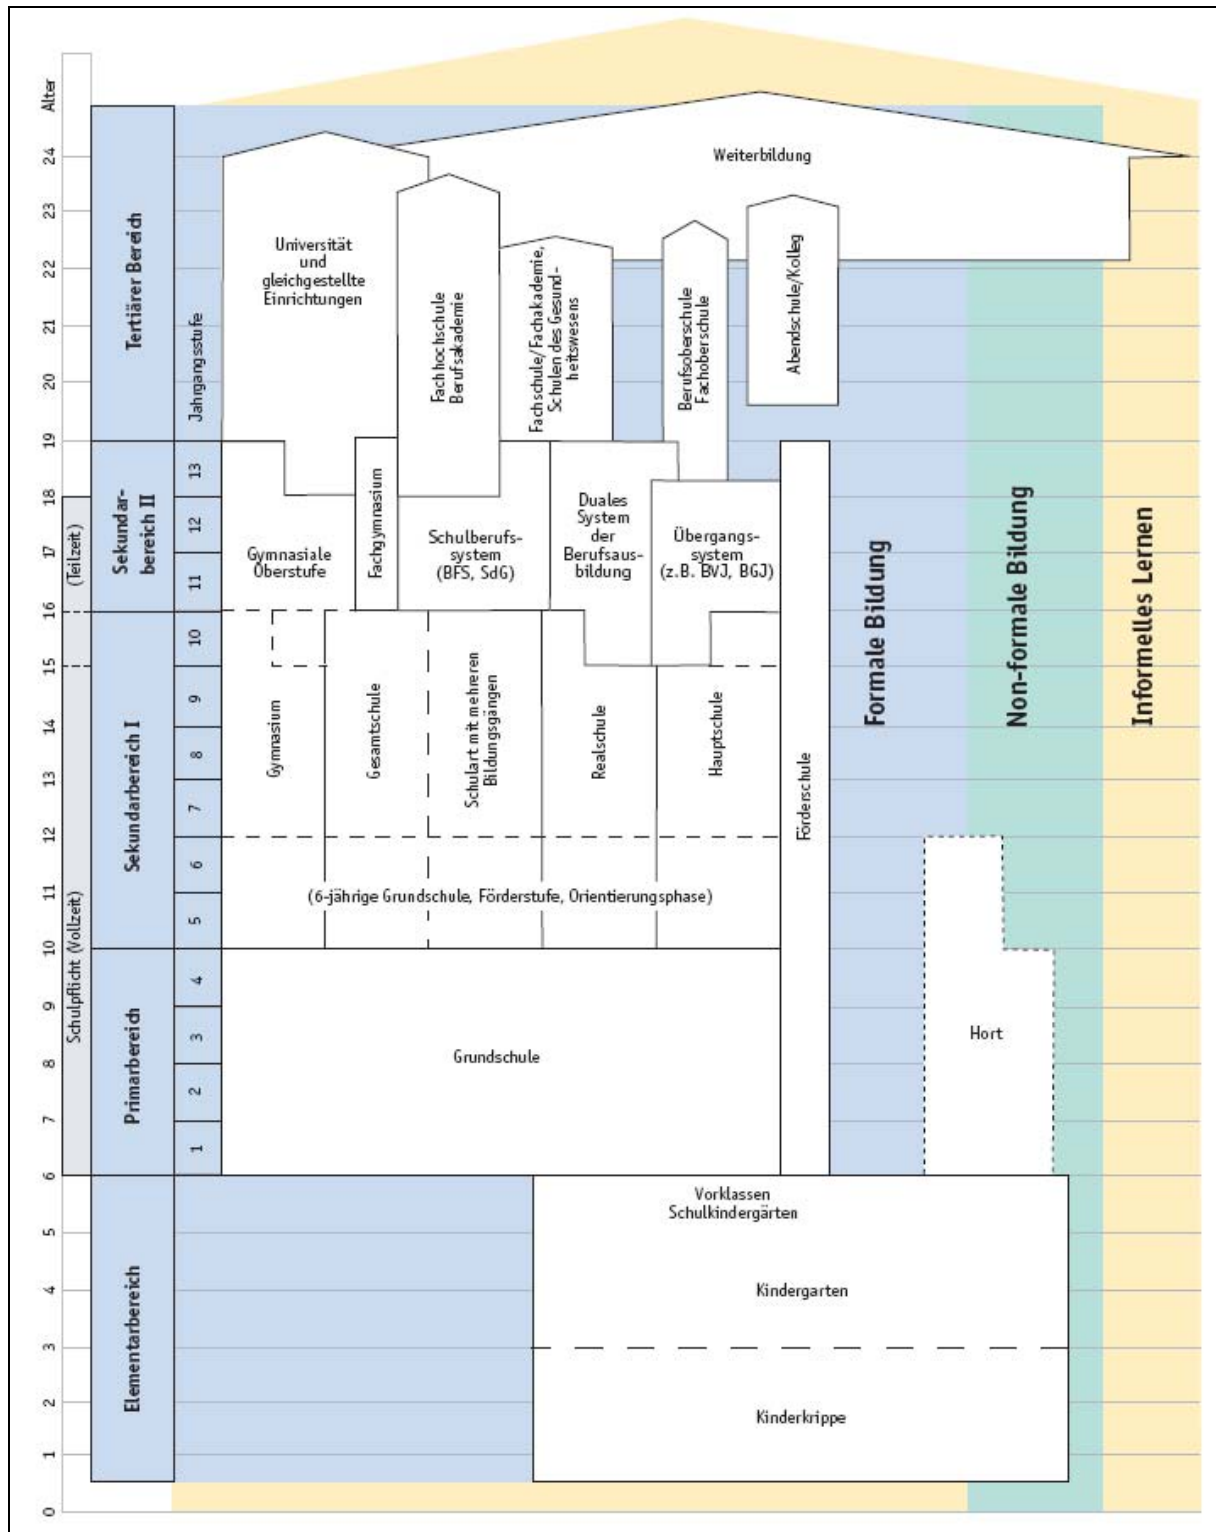 Alter
24
23
22
21
20
19
18
17
16
15
14
13
12
11
10
9
8
7
6
5
4
3
2
1
0
(Teilzeit)
Schulpflicht (Vollzeit)
Tertiärer Bereich
Sekundar-
bereich II
Sekundarbereich I
Primarbereich
Elementarbereich
Jahrgangsstufe
13
12
11
10
9
8
7
6
5
4
3
2
1
Weiterbildung
Universität
und
gleichgestellte
Einrichtungen
Fachhochschule
Berufsakademie
Fachschule/Fachakademie,
Schulen des Gesund-
heitswesens
Berufsoberschule
Fachoberschule
Abendschule/Kolleg
Gymnasiale
Oberstufe
Fachgymnasium
Schulberufs-
system
(BFS, SdG)
Duales
System
der
Berufsaus-
bildung
Übergangs-
system
(z.B. BVJ, BGJ)
Gymnasium
Gesamtschule
Schulart mit mehreren
Bildungsgängen
Realschule
Hauptschule
Förderschule
(6-jährige Grundschule, Förderstufe, Orientierungsphase)
Grundschule
Formale Bildung
Non-formale Bildung
Informelles Lernen
Hort
Vorklassen
Schulkindergärten
Kindergarten
Kinderkrippe